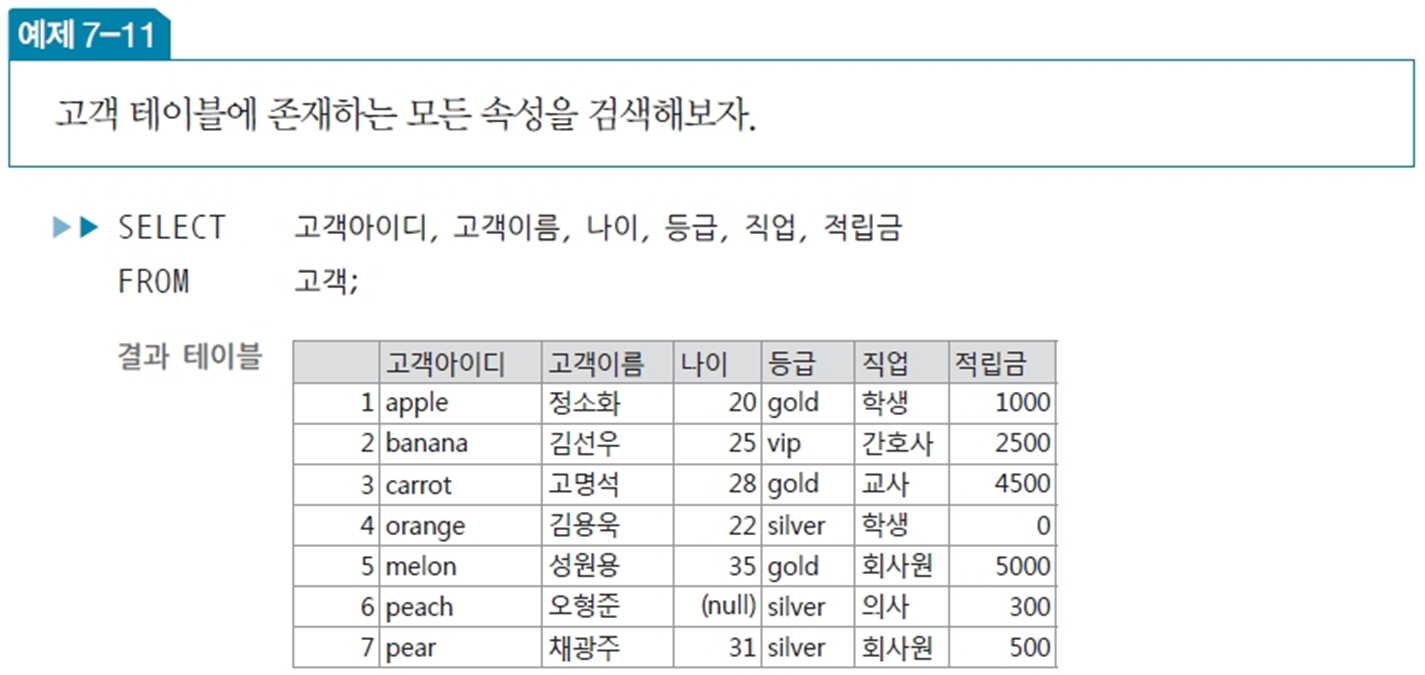 예제 7-11
고객 테이블에 존재하는 모든 속성을 검색해보자.
SELECT 고객아이디, 고객이름, 나이, 등급, 직업, 적립금
FROM 고객;
결과 테이블
고객아이디 고객이름 나이 등급 직업 적립금
1 apple 정소화 20 gold 학생 1000
2 banana 김선우 25 vip 간호사 2500
3 carrot 고명석 28 gold 교사 4500
4 orange 김용욱 22 silver 학생 0
5 melon 성원용 35 gold 회사원 5000
6 peach 오형준 (null) silver 의사 300
7 pear 채광주 31 silver 회사원 500